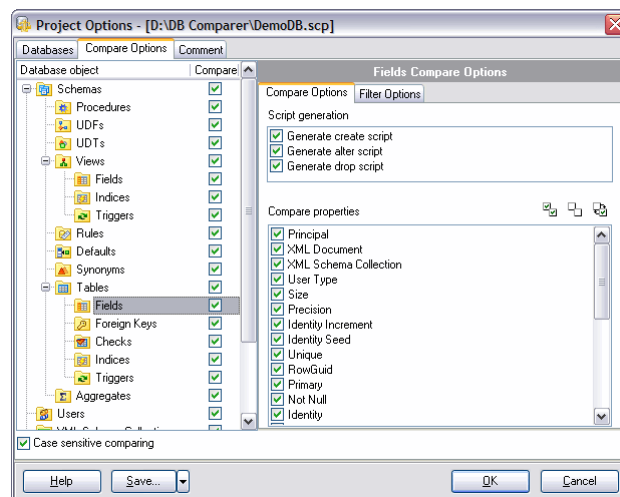 Project Options - [D:\DB Comparer\DemoDB.scp]
Databases Compare Options Comment
Database object Compare
Schemas
Procedures
UDFs
UDTs
Views
Fields
Indices
Triggers
Rules
Defaults
Synonyms
Tables
Fields
Foreign Keys
Checks
Indices
Triggers
Aggregates
Users
Case sensitive comparing
Fields Compare Options
Compare Options Filter Options
Script generation
Generate create script
Generate alter script
Generate drop script
Compare properties
Principal
XML Document
XML Schema Collection
User Type
Size
Precision
Identity Increment
Identity Seed
Unique
RowGuid
Primary
Not Null
Identity
Help Save... OK Cancel